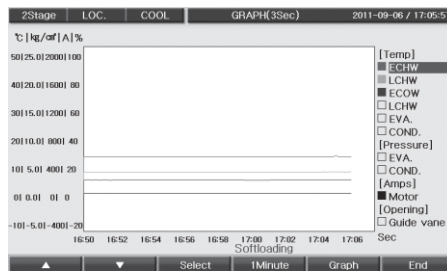 2Stage LOC. COOL GRAPH(3Sec) 2011-09-06 / 17:05:5
℃|kg/㎠|A|%
50|25.0|2000|100
40|20.0|1600| 80
30|15.0|1200| 60
20|10.0| 800| 40
10| 5.0| 400| 20
0| 0.0| 0| 0
-10|-5.0|-400|-20
[Temp]
ECHW
LCHW
ECOW
LCHW
EVA.
COND.
[Pressure]
EVA.
COND.
[Amps]
Motor
[Opening]
Guide vane
16:50 16:52 16:54 16:56 16:58 17:00 17:02 17:04 17:06 Sec
Softloading
▲ ▼ Select 1Minute Graph End